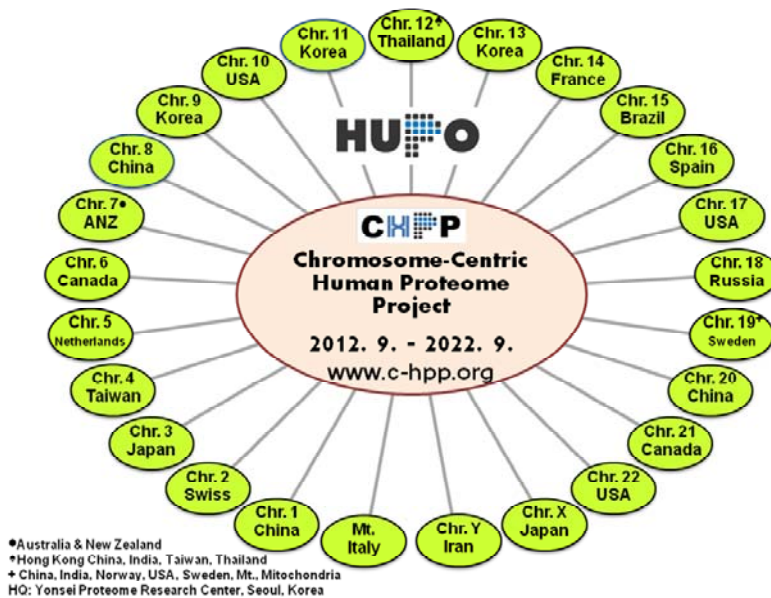 Chr. 11
Korea
Chr. 12♠
Thailand
Chr. 13
Korea
Chr. 10
USA
Chr. 14
France
Chr. 9
Korea
Chr. 15
Brazil
HUPO
Chr. 8
China
Chr. 16
Spain
Chr. 7●
ANZ
Chr. 17
USA
CHPP
Chromosome-Centric
Human Proteome
Project
2012. 9. - 2022. 9.
www.c-hpp.org
Chr. 6
Canada
Chr. 18
Russia
Chr. 5
Netherlands
Chr. 19+
Sweden
Chr. 4
Taiwan
Chr. 20
China
Chr. 3
Japan
Chr. 21
Canada
Chr. 2
Swiss
Chr. 22
USA
Chr. 1
China
Mt.
Italy
Chr. Y
Iran
Chr. X
Japan
●Australia & New Zealand
♠Hong Kong China, India, Taiwan, Thailand
+ China, India, Norway, USA, Sweden, Mt., Mitochondria
HQ: Yonsei Proteome Research Center, Seoul, Korea